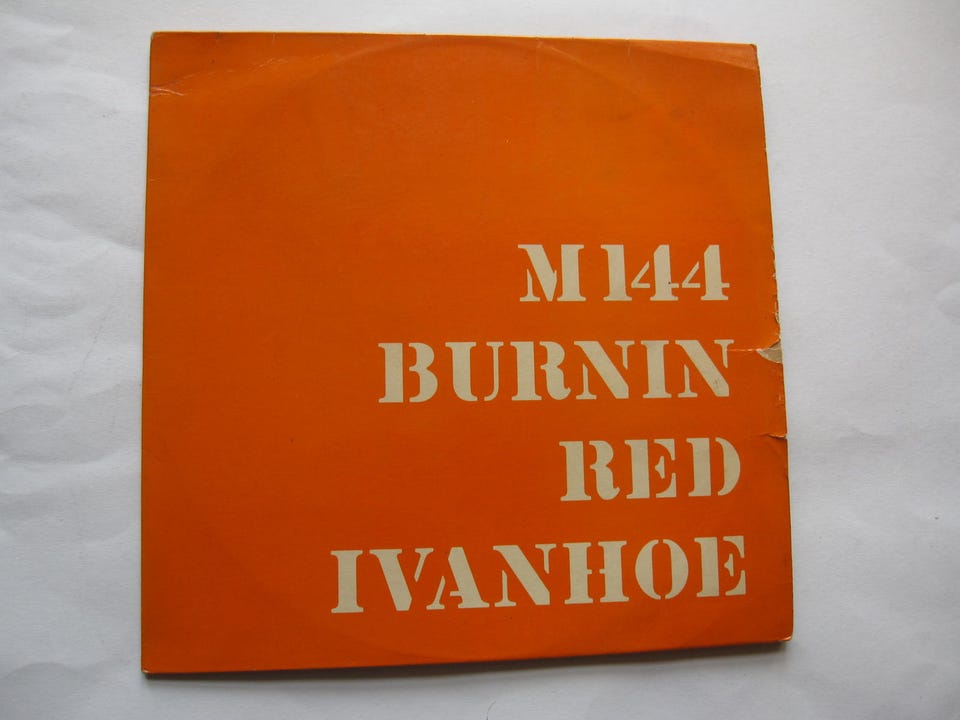 M144
BURNIN
RED
IVANHOE